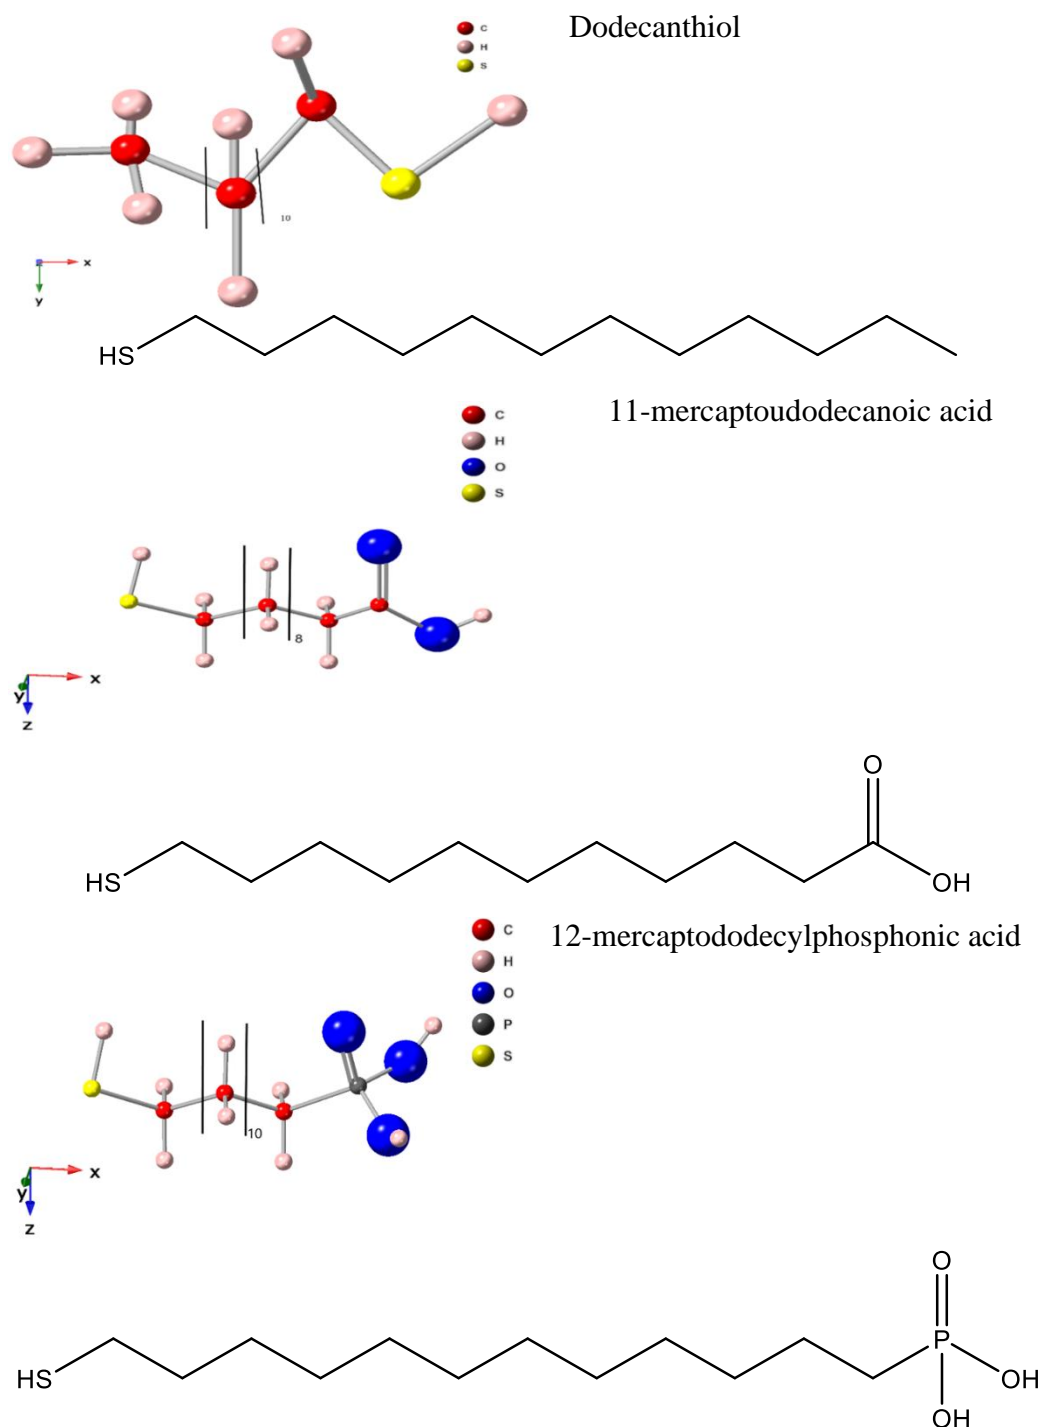 Dodecanthiol
C
H
S
10
z
x
y
HS
11-mercaptoudodecanoic acid
C
H
O
S
8
x
y
z
O
HS
OH
12-mercaptododecylphosphonic acid
C
H
O
P
S
10
x
y
z
O
P
HS
OH
OH